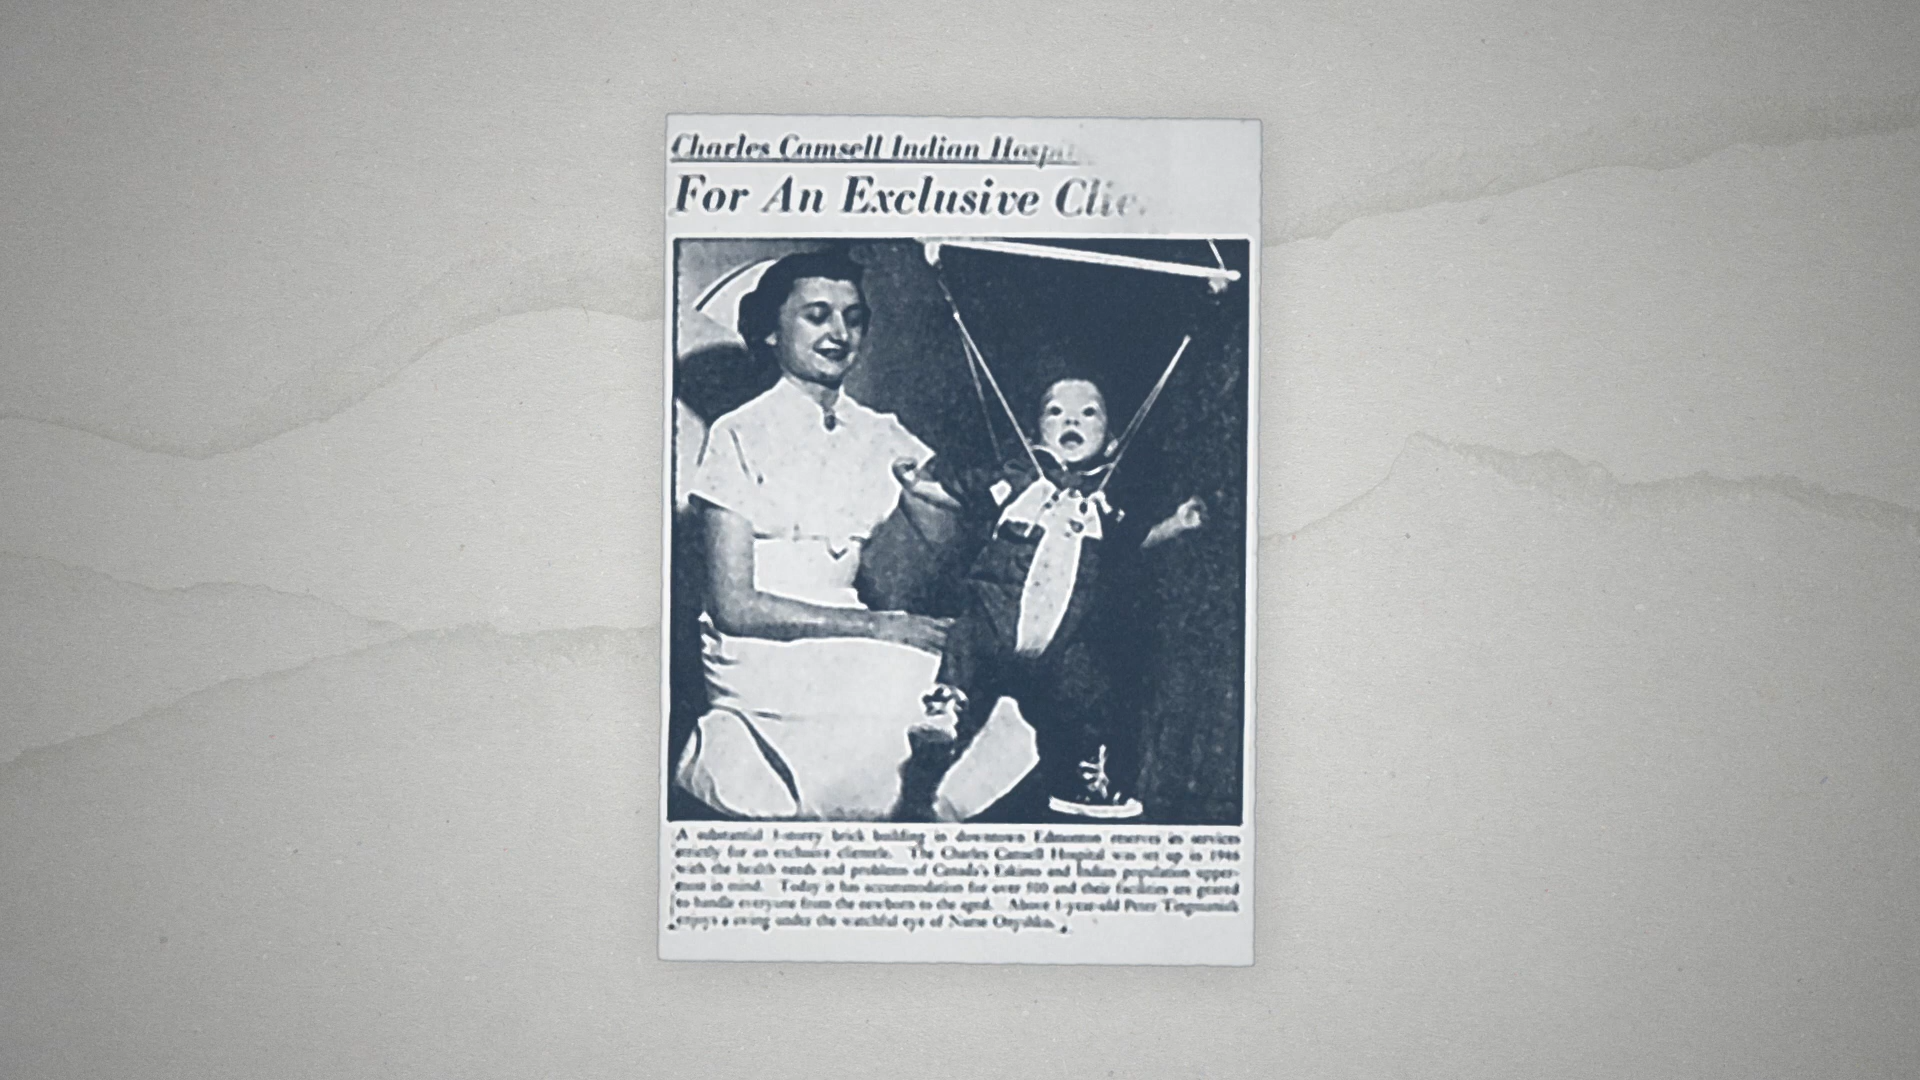 Charles Camsell Indian Hospi
For An Exclusive Clie
A substantial 3-storey brick building in downtown Edmonton reserves its services
strictly for an exclusive clientele. The Charles Camsell Hospital was set up in 1946
with the health needs and problems of Canada's Eskimo and Indian population upper-
most in mind. Today it has accommodation for over 500 and their facilities are geared
to handle everyone from the newborn to the aged. Above 1-year-old Peter
enjoys a swing under the watchful eye of Nurse